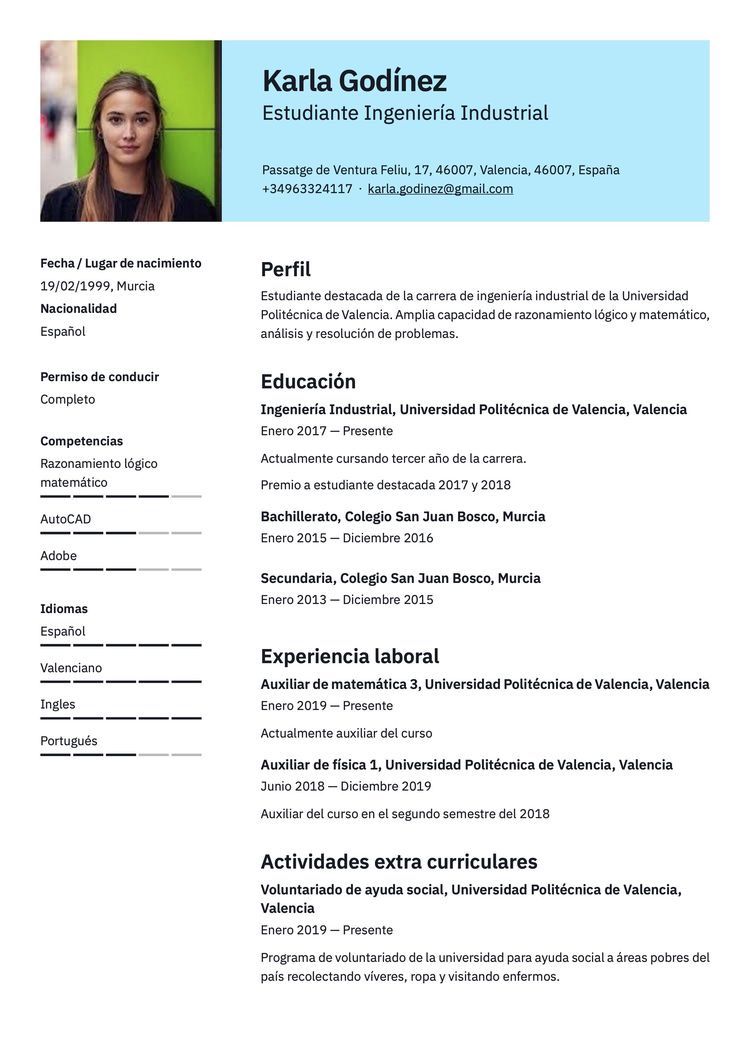 Karla Godínez
Estudiante Ingeniería Industrial
Passatge de Ventura Feliu, 17, 46007, Valencia, 46007, España
+34963324117 · karla.godinez@gmail.com
Fecha / Lugar de nacimiento
19/02/1999, Murcia
Nacionalidad
Español
Permiso de conducir
Completo
Competencias
Razonamiento lógico
matemático
AutoCAD
Adobe
Idiomas
Español
Valenciano
Ingles
Portugués
Perfil
Estudiante destacada de la carrera de ingeniería industrial de la Universidad
Politécnica de Valencia. Amplia capacidad de razonamiento lógico y matemático,
análisis y resolución de problemas.
Educación
Ingeniería Industrial, Universidad Politécnica de Valencia, Valencia
Enero 2017 — Presente
Actualmente cursando tercer año de la carrera.
Premio a estudiante destacada 2017 y 2018
Bachillerato, Colegio San Juan Bosco, Murcia
Enero 2015 — Diciembre 2016
Secundaria, Colegio San Juan Bosco, Murcia
Enero 2013 — Diciembre 2015
Experiencia laboral
Auxiliar de matemática 3, Universidad Politécnica de Valencia, Valencia
Enero 2019 — Presente
Actualmente auxiliar del curso
Auxiliar de física 1, Universidad Politécnica de Valencia, Valencia
Junio 2018 — Diciembre 2019
Auxiliar del curso en el segundo semestre del 2018
Actividades extra curriculares
Voluntariado de ayuda social, Universidad Politécnica de Valencia,
Valencia
Enero 2019 — Presente
Programa de voluntariado de la universidad para ayuda social a áreas pobres del
país recolectando víveres, ropa y visitando enfermos.